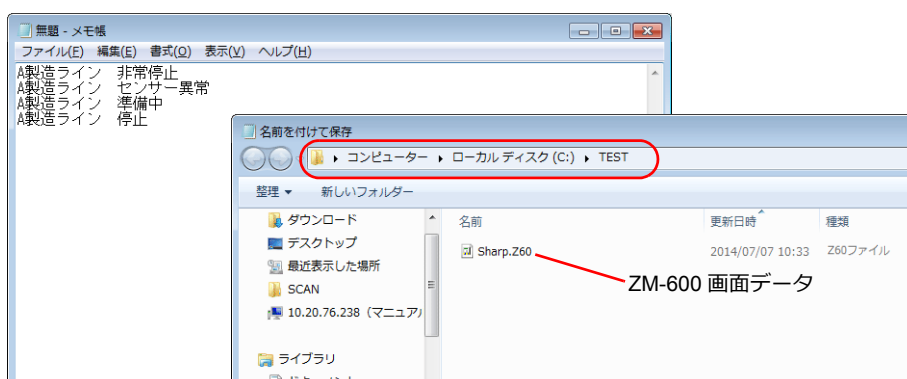 無題 - メモ帳
ファイル(F) 編集(E) 書式(O) 表示(V) ヘルプ(H)
A製造ライン 非常停止
A製造ライン センサー異常
A製造ライン 準備中
A製造ライン 停止
名前を付けて保存
コンピューター ローカル ディスク (C:) TEST
整理 新しいフォルダー
ダウンロード
デスクトップ
最近表示した場所
SCAN
10.20.76.238 (マニュアル
ライブラリ
名前 更新日時 種類
Sharp.Z60 2014/07/07 10:33 Z60ファイル
ZM-600 画面データ